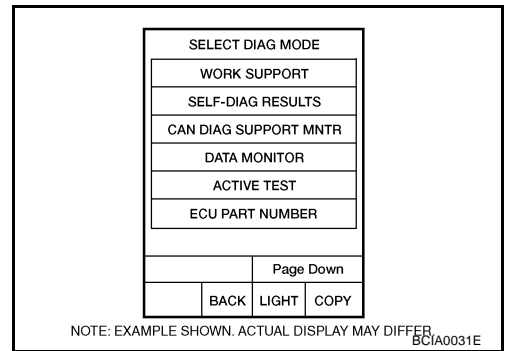 SELECT DIAG MODE
WORK SUPPORT
SELF-DIAG RESULTS
CAN DIAG SUPPORT MNTR
DATA MONITOR
ACTIVE TEST
ECU PART NUMBER
Page Down
BACK LIGHT COPY
NOTE: EXAMPLE SHOWN. ACTUAL DISPLAY MAY DIFFER.
BCIA0031E